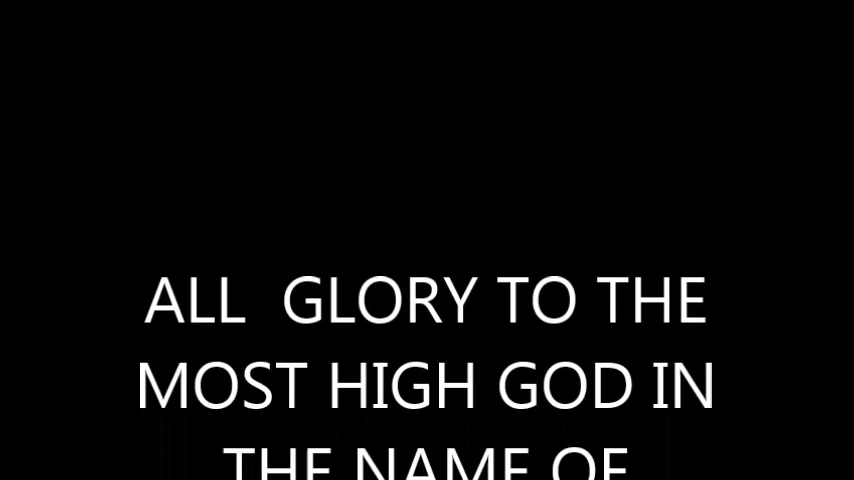 ALL  GLORY TO THE
MOST HIGH GOD IN
THE NAME OF